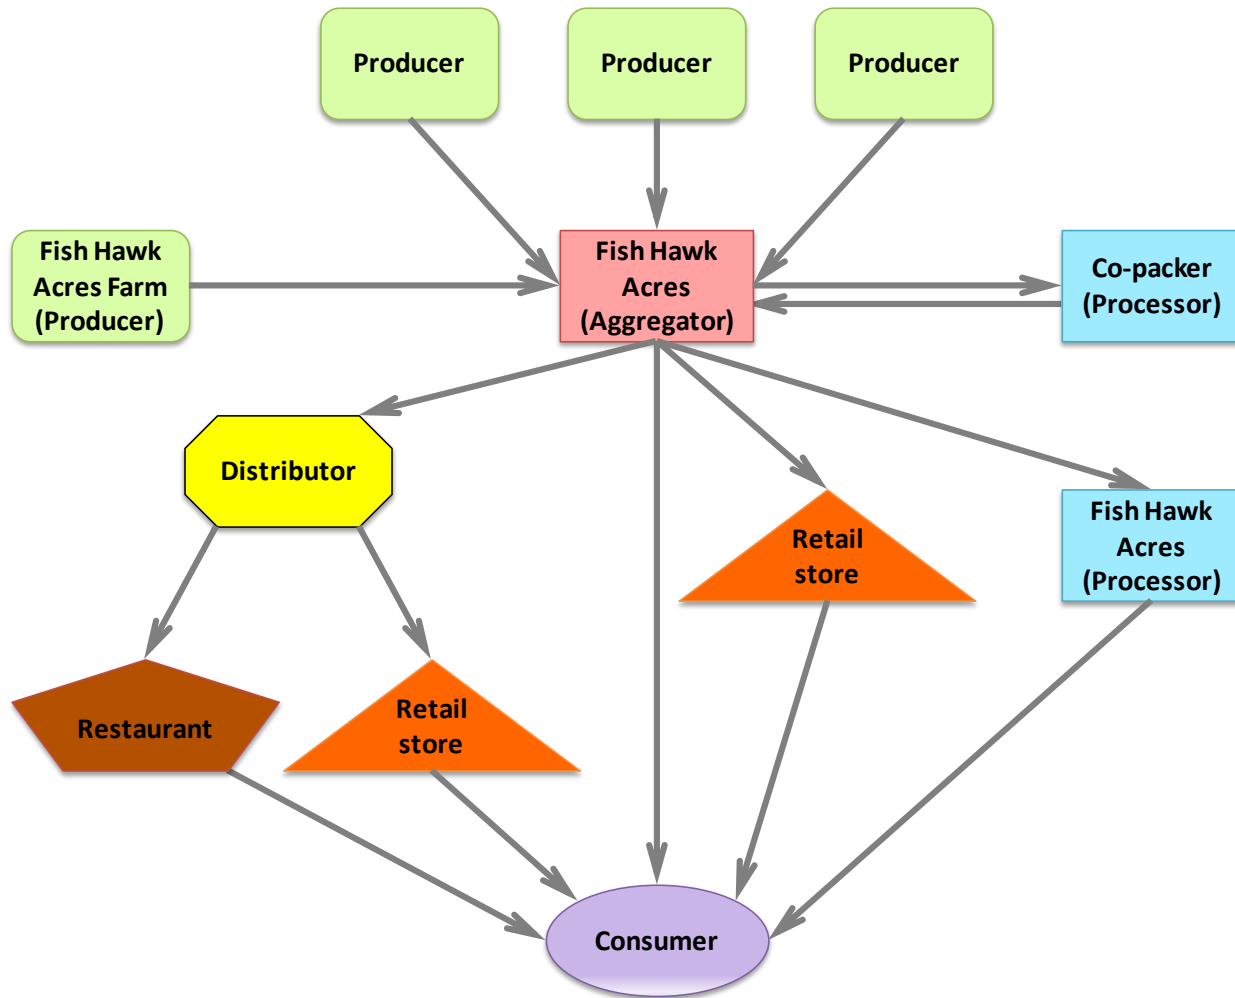 Producer
Producer
Producer
Fish Hawk
Acres Farm
(Producer)
Fish Hawk
Acres
(Aggregator)
Co-packer
(Processor)
Distributor
Retail
store
Fish Hawk
Acres
(Processor)
Restaurant
Retail
store
Consumer